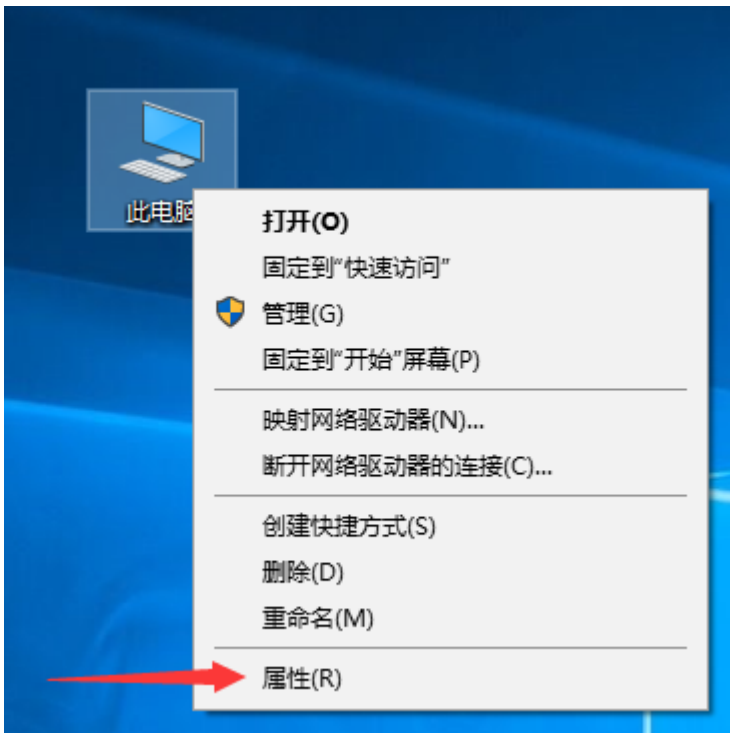 此电脑
打开(O)
固定到"快速访问"
管理(G)
固定到"开始"屏幕(P)
映射网络驱动器(N)...
断开网络驱动器的连接(C)...
创建快捷方式(S)
删除(D)
重命名(M)
属性(R)